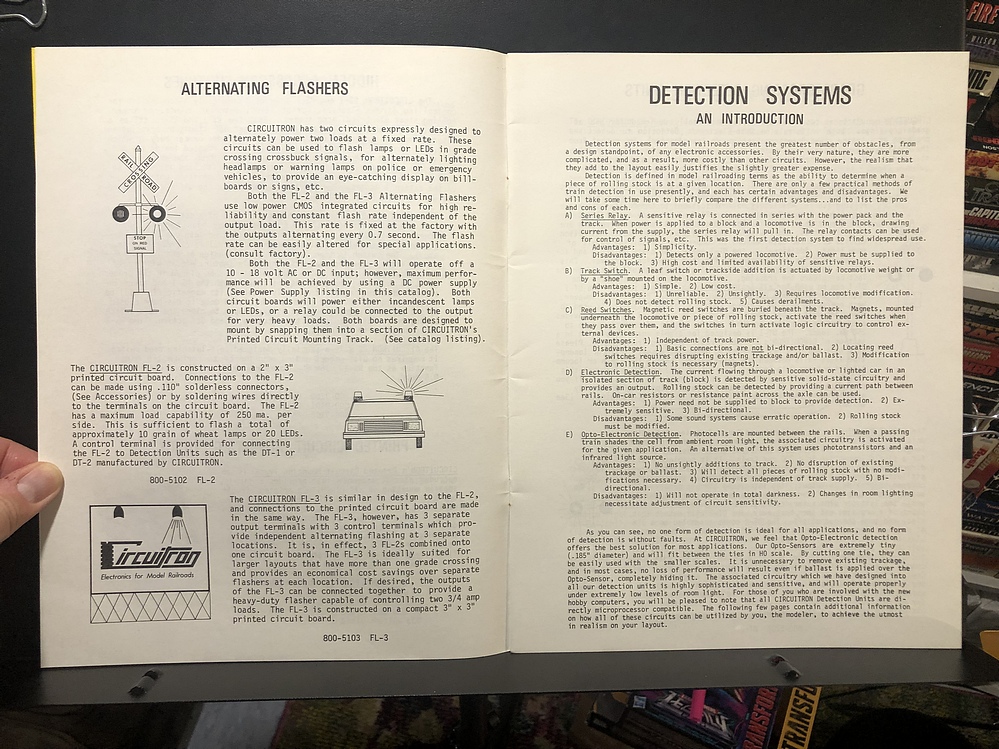 ALTERNATING FLASHERS
CIRCUITRON has two circuits expressly designed to
alternately power two loads at a fixed rate. These
circuits can be used to flash lamps or LEDs in grade
crossing crossbuck signals, for alternately lighting
headlamps or warning lamps on police or emergency
vehicles, to provide an eye-catching display on bill-
boards or signs, etc.
Both the FL-2 and the FL-3 Alternating Flashers
use low power CMOS integrated circuits for high re-
liability and constant flash rate independent of the
output load. This rate is fixed at the factory with
the outputs alternating every 0.7 second. The flash
rate can be easily altered for special applications.
(consult factory).
Both the FL-2 and the FL-3 will operate off a
10 - 18 volt AC or DC input; however, maximum perfor-
mance will be achieved by using a DC power supply
(See Power Supply listing in this catalog). Both
circuit boards will power either incandescent lamps
or LEDs, or a relay could be connected to the output
for very heavy loads. Both boards are designed to
mount by snapping them into a section of CIRCUITRON's
Printed Circuit Mounting Track. (See catalog listing).
RAIL CROSSING ROAD
STOP
ON RED
SIGNAL
The CIRCUITRON FL-2 is constructed on a 2" x 3"
printed circuit board. Connections to the FL-2
can be made using .110" solderless connectors,
(See Accessories) or by soldering wires directly
to the terminals on the circuit board. The FL-2
has a maximum load capability of 250 ma. per
side. This is sufficient to flash a total of
approximately 10 grain of wheat lamps or 20 LEDs.
A control terminal is provided for connecting
the FL-2 to Detection Units such as the DT-1 or
DT-2 manufactured by CIRCUITRON.
800-5102 FL-2
The CIRCUITRON FL-3 is similar in design to the FL-2,
and connections to the printed circuit board are made
in the same way. The FL-3, however, has 3 separate
output terminals with 3 control terminals which pro-
vide independent alternating flashing at 3 separate
locations. It is, in effect, 3 FL-2s combined onto
one circuit board. The FL-3 is ideally suited for
larger layouts that have more than one grade crossing
and provides an economical cost savings over separate
flashers at each location. If desired, the outputs
of the FL-3 can be connected together to provide a
heavy-duty flasher capable of controlling two 3/4 amp
loads. The FL-3 is constructed on a compact 3" x 3"
printed circuit board.
Circuitron
Electronics for Model Railroads
800-5103 FL-3
DETECTION SYSTEMS
AN INTRODUCTION
Detection systems for model railroads present the greatest number of obstacles, from
a design standpoint, of any electronic accessories. By their very nature, they are more
complicated, and as a result, more costly than other circuits. However, the realism that
they add to the layout easily justifies the slightly greater expense.
Detection is defined in model railroading terms as the ability to determine when a
piece of rolling stock is at a given location. There are only a few practical methods of
train detection in use presently, and each has certain advantages and disadvantages. We
will take some time here to briefly compare the different systems...and to list the pros
and cons of each.
A) Series Relay. A sensitive relay is connected in series with the power pack and the
track. When power is applied to a block and a locomotive is in the block, drawing
current from the supply, the series relay will pull in. The relay contacts can be used
for control of signals, etc. This was the first detection system to find widespread use.
Advantages: 1) Simplicity.
Disadvantages: 1) Detects only a powered locomotive. 2) Power must be supplied to
the block. 3) High cost and limited availability of sensitive relays.
B) Track Switch. A leaf switch or trackside addition is actuated by locomotive weight or
by a "shoe" mounted on the locomotive.
Advantages: 1) Simple. 2) Low cost.
Disadvantages: 1) Unreliable. 2) Unsightly. 3) Requires locomotive modification.
4) Does not detect rolling stock. 5) Causes derailments.
C) Reed Switches. Magnetic reed switches are buried beneath the track. Magnets, mounted
underneath the locomotive or piece of rolling stock, activate the reed switches when
they pass over them, and the switches in turn activate logic circuitry to control ex-
ternal devices.
Advantages: 1) Independent of track power.
Disadvantages: 1) Basic connections are not bi-directional. 2) Locating reed
switches requires disrupting existing trackage and/or ballast. 3) Modification
to rolling stock is necessary (magnets).
D) Electronic Detection. The current flowing through a locomotive or lighted car in an
isolated section of track (block) is detected by sensitive solid-state circuitry and
provides an output. Rolling stock can be detected by providing a current path between
rails. On-car resistors or resistance paint across the axle can be used.
Advantages: 1) Power need not be supplied to block to provide detection. 2) Ex-
tremely sensitive. 3) Bi-directional.
Disadvantages: 1) Some sound systems cause erratic operation. 2) Rolling stock
must be modified.
E) Opto-Electronic Detection. Photocells are mounted between the rails. When a passing
train shades the cell from ambient room light, the associated circuitry is activated
for the given application. An alternative of this system uses phototransistors and an
infrared light source.
Advantages: 1) No unsightly additions to track. 2) No disruption of existing
trackage or ballast. 3) Will detect all pieces of rolling stock with no modi-
fications necessary. 4) Circuitry is independent of track supply. 5) Bi-
directional.
Disadvantages: 1) Will not operate in total darkness. 2) Changes in room lighting
necessitate adjustment of circuit sensitivity.
As you can see, no one form of detection is ideal for all applications, and no form
of detection is without faults. At CIRCUITRON, we feel that Opto-Electronic detection
offers the best solution for most applications. Our Opto-Sensors are extremely tiny
(.185" diameter) and will fit between the ties in HO scale. By cutting one tie, they can
be easily used with the smaller scales. It is unnecessary to remove existing trackage,
and in most cases, no loss of performance will result even if ballast is applied over the
Opto-Sensor, completely hiding it. The associated circuitry which we have designed into
all our detection units is highly sophisticated and sensitive, and will operate properly
under extremely low levels of room light. For those of you who are involved with the new
hobby computers, you will be pleased to note that all CIRCUITRON Detection Units are di-
rectly microprocessor compatible. The following few pages contain additional information
on how all of these circuits can be utilized by you, the modeler, to achieve the utmost
in realism on your layout.